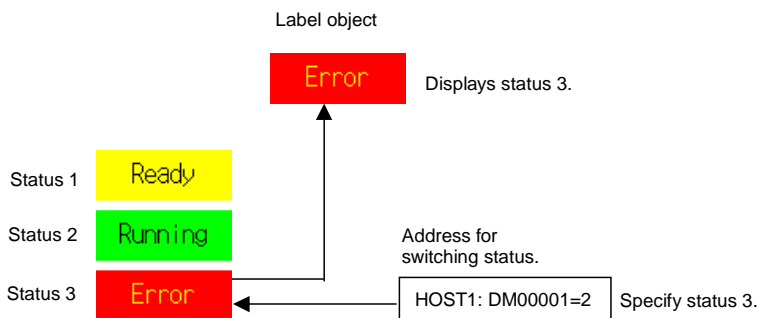 Label object
Error
Displays status 3.
Status 1
Ready
Status 2
Running
Address for
switching status.
Status 3
Error
HOST1: DM00001=2
Specify status 3.